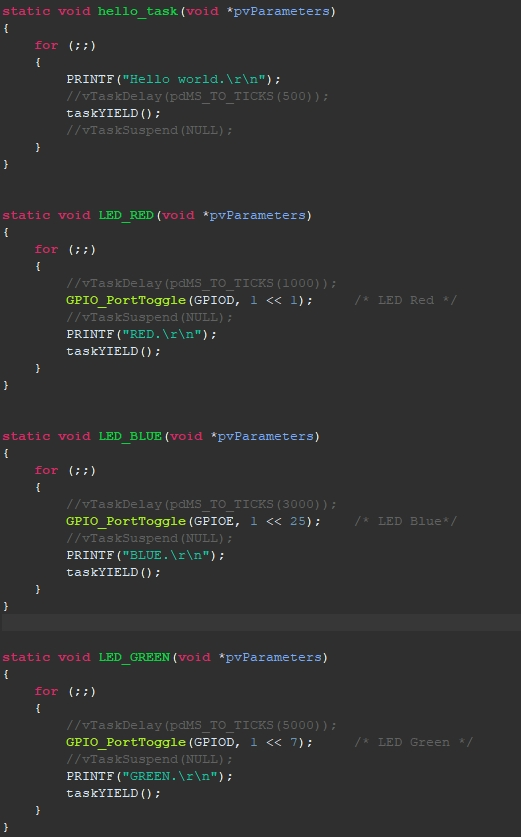 static void hello_task(void *pvParameters)
{
    for (;;)
    {
        PRINTF("Hello world.\r\n");
        //vTaskDelay(pdMS_TO_TICKS(500));
        taskYIELD();
        //vTaskSuspend(NULL);
    }
}
static void LED_RED(void *pvParameters)
{
    for (;;)
    {
        //vTaskDelay(pdMS_TO_TICKS(1000));
        GPIO_PortToggle(GPIOD, 1 << 1);     /* LED Red */
        //vTaskSuspend(NULL);
        PRINTF("RED.\r\n");
        taskYIELD();
    }
}
static void LED_BLUE(void *pvParameters)
{
    for (;;)
    {
        //vTaskDelay(pdMS_TO_TICKS(3000));
        GPIO_PortToggle(GPIOE, 1 << 25);    /* LED Blue*/
        //vTaskSuspend(NULL);
        PRINTF("BLUE.\r\n");
        taskYIELD();
    }
}
static void LED_GREEN(void *pvParameters)
{
    for (;;)
    {
        //vTaskDelay(pdMS_TO_TICKS(5000));
        GPIO_PortToggle(GPIOD, 1 << 7);     /* LED Green */
        //vTaskSuspend(NULL);
        PRINTF("GREEN.\r\n");
        taskYIELD();
    }
}